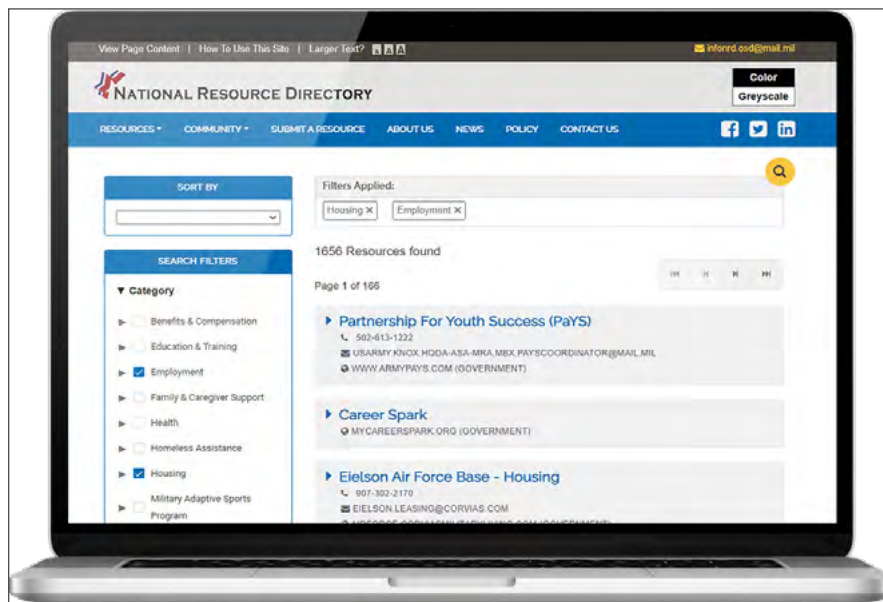 View Page Content | How To Use This Site | Larger Text? A A A
infonrd.osd@mail.mil
NATIONAL RESOURCE DIRECTORY
Color
Greyscale
RESOURCES COMMUNITY SUBMIT A RESOURCE ABOUT US NEWS POLICY CONTACT US
SORT BY
SEARCH FILTERS
Category
Benefits & Compensation
Education & Training
Employment
Family & Caregiver Support
Health
Homeless Assistance
Housing
Military Adaptive Sports
Program
Filters Applied:
Housing X Employment X
1656 Resources found
Page 1 of 166
Partnership For Youth Success (PaYS)
502-613-1222
USARMY.KNOX.HQDA-ASA-MRA.MBX.PAYSCOORDINATOR@MAIL.MIL
WWW.ARMYPAYS.COM (GOVERNMENT)
Career Spark
MYCAREERSPARK.ORG (GOVERNMENT)
Eielson Air Force Base - Housing
907-302-2170
EIELSON.LEASING@CORVIAS.COM